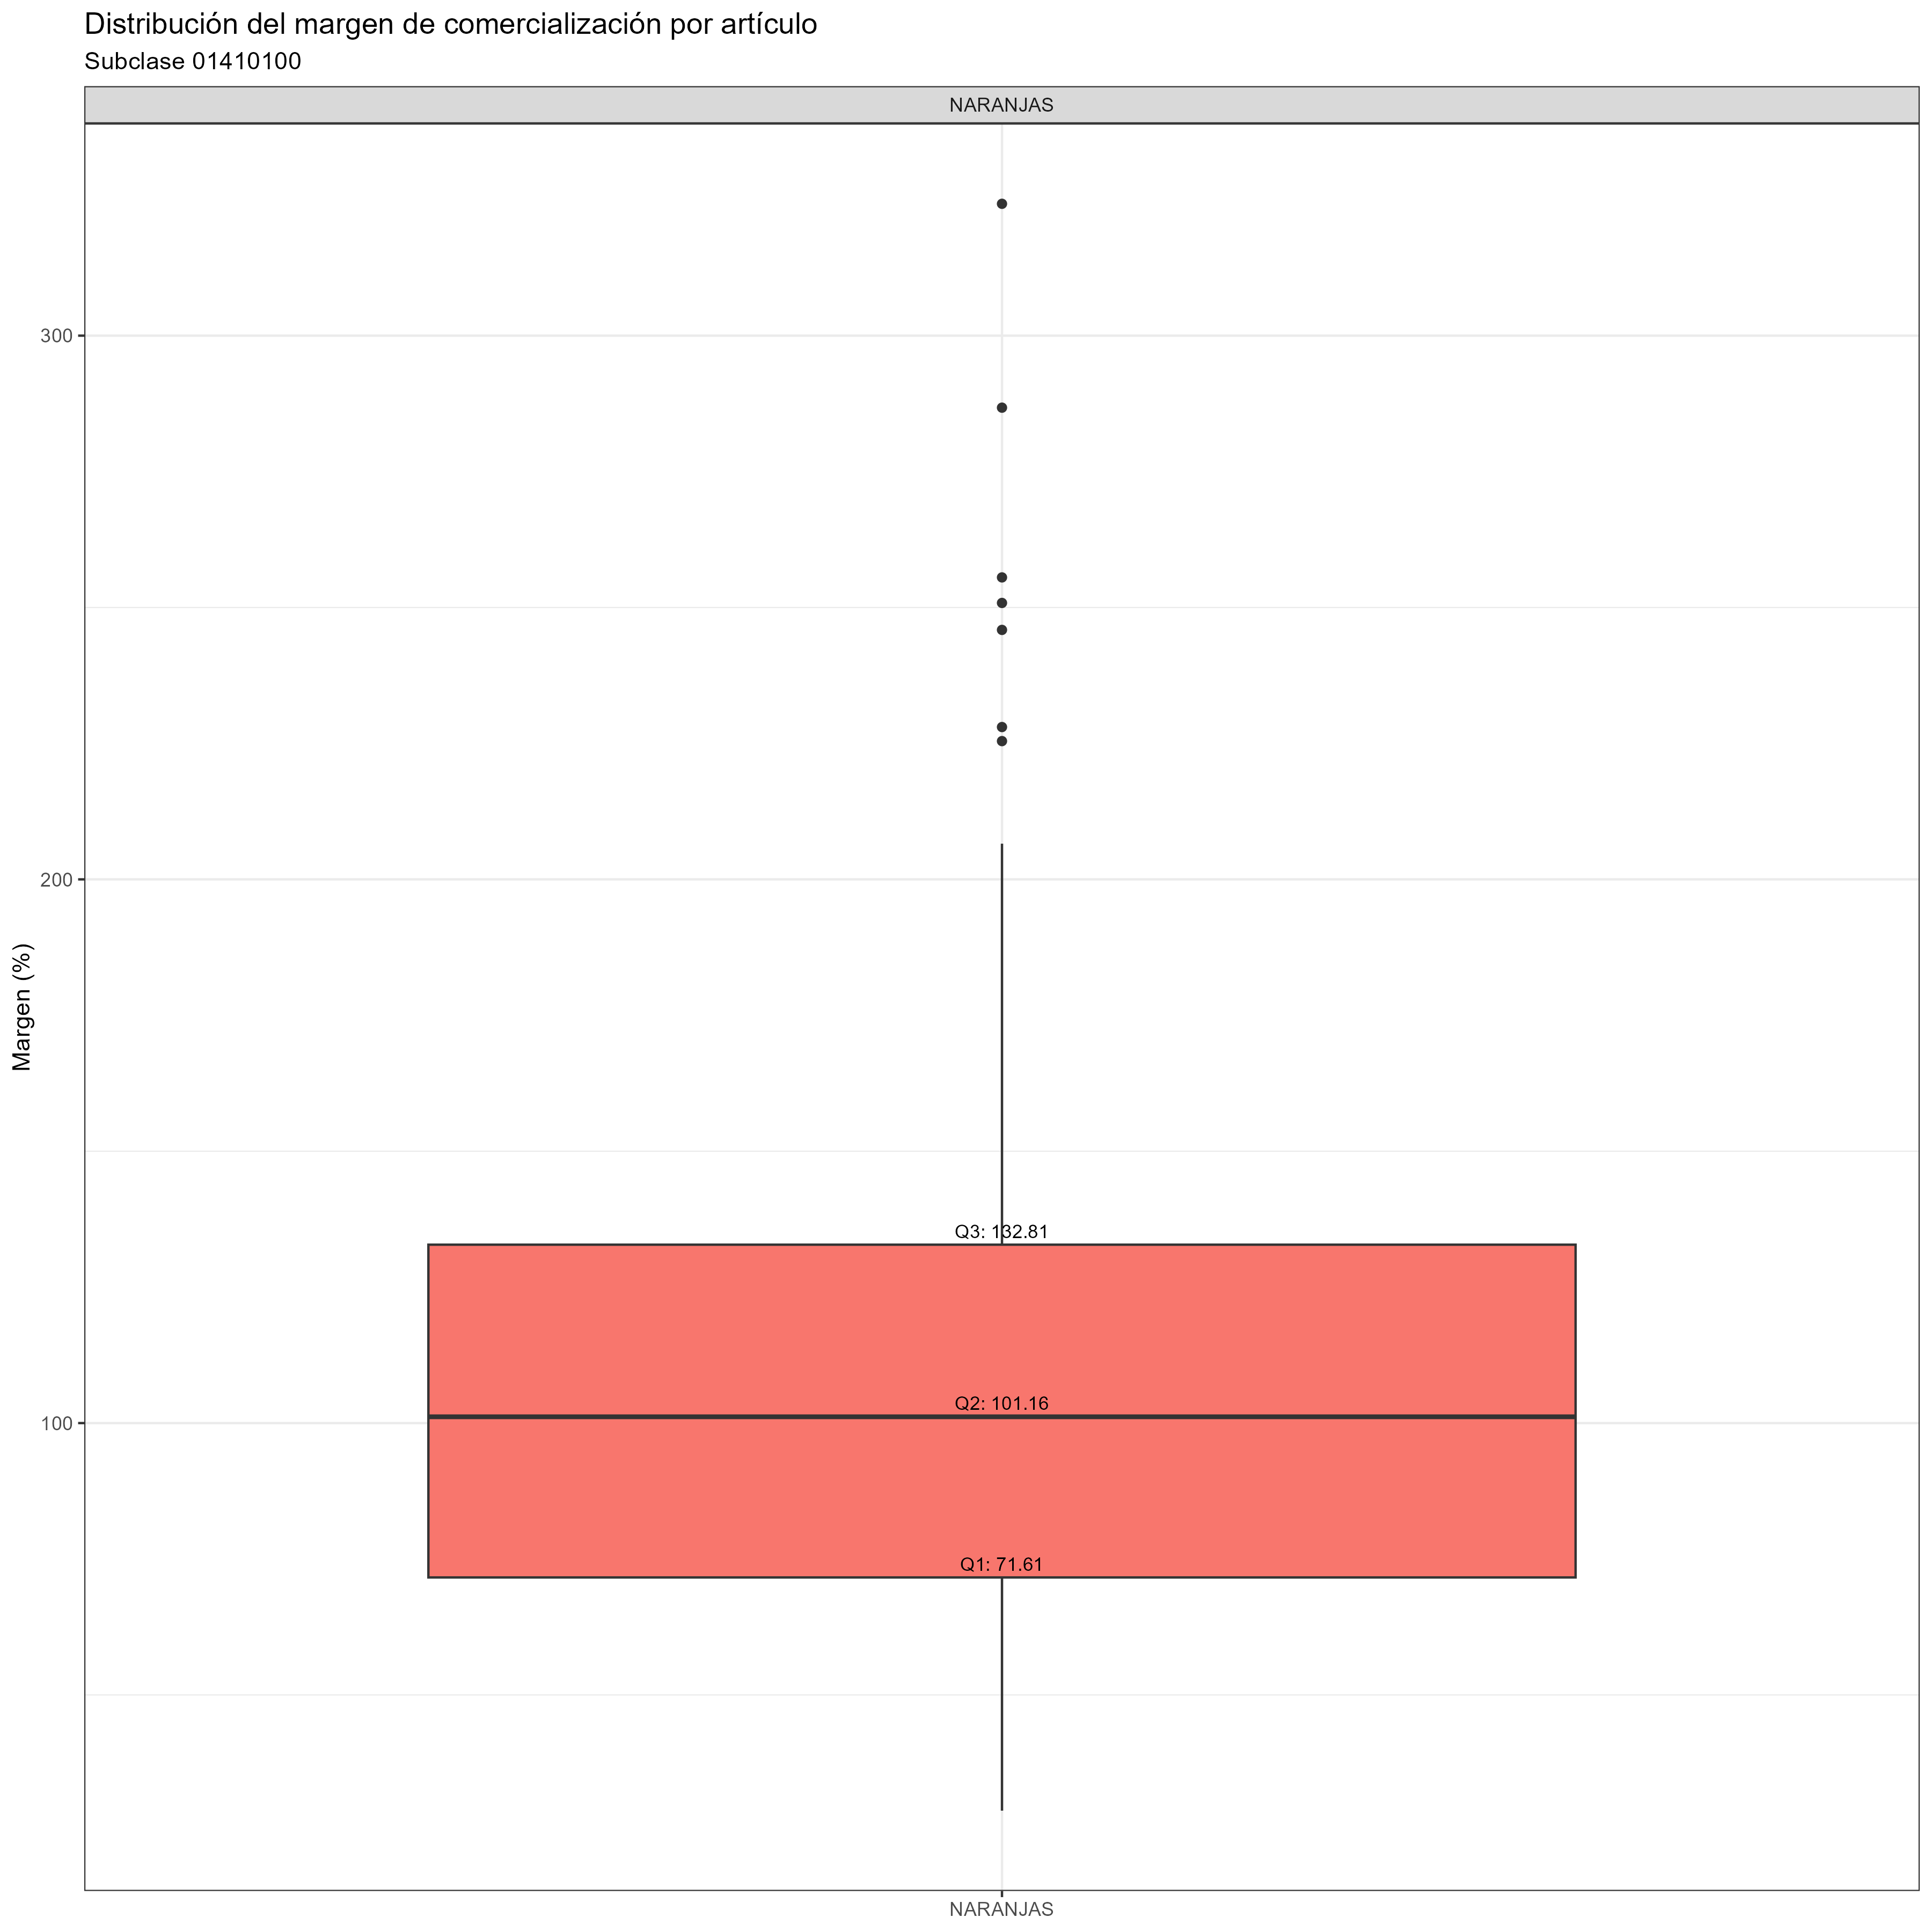 Distribución del margen de comercialización por artículo
Subclase 01410100
NARANJAS
300
200
100
Margen (%)
Q3: 132.81
Q2: 101.16
Q1: 71.61
NARANJAS